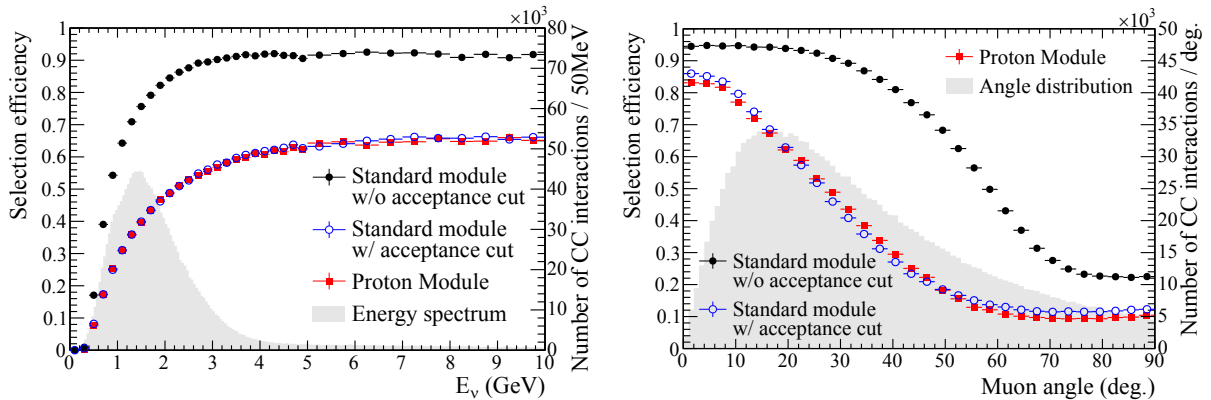 ×10³
Selection efficiency
1
0.9
0.8
0.7
0.6
0.5
0.4
0.3
0.2
0.1
0
Standard module
w/o acceptance cut
Standard module
w/ acceptance cut
Proton Module
Energy spectrum
80
70
60
50
40
30
20
10
0
Number of CC interactions / 50MeV
0 1 2 3 4 5 6 7 8 9 10
E_ν (GeV)
×10³
Selection efficiency
1
0.9
0.8
0.7
0.6
0.5
0.4
0.3
0.2
0.1
0
Proton Module
Angle distribution
Standard module
w/o acceptance cut
Standard module
w/ acceptance cut
50
45
40
35
30
25
20
15
10
5
0
Number of CC interactions / deg.
0 10 20 30 40 50 60 70 80 90
Muon angle (deg.)